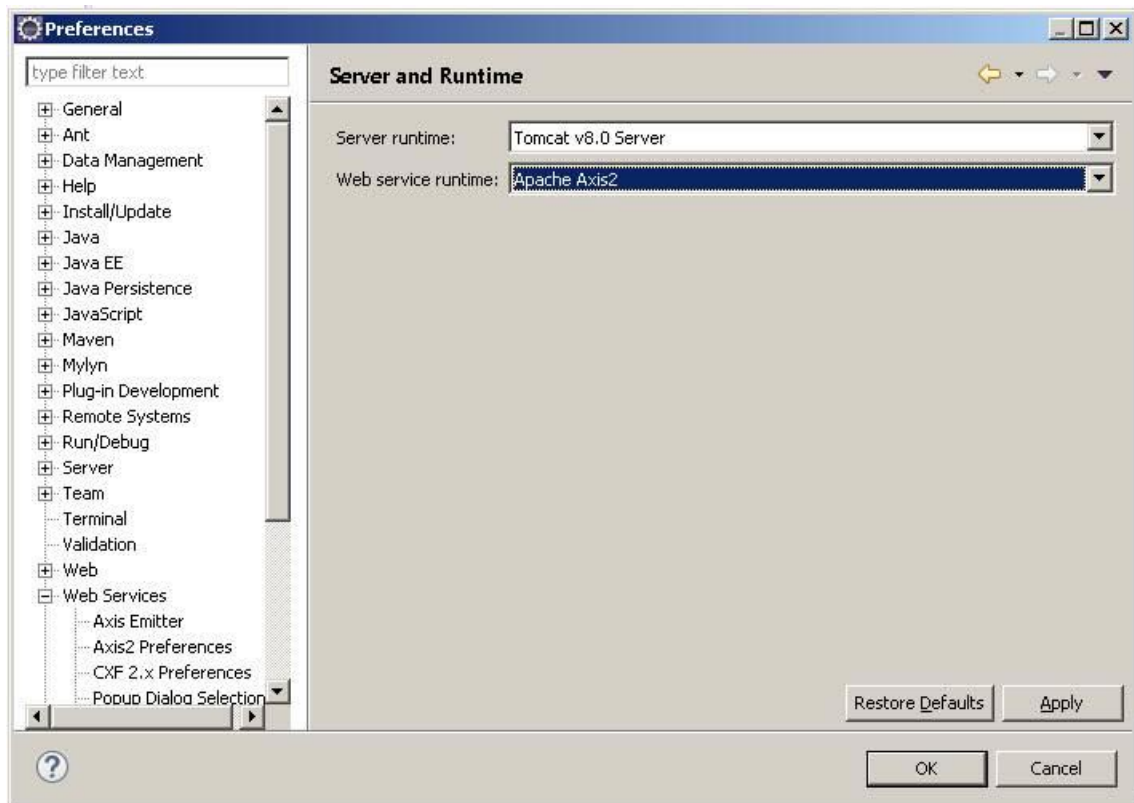 Preferences
type filter text
General
Ant
Data Management
Help
Install/Update
Java
Java EE
Java Persistence
JavaScript
Maven
Mylyn
Plug-in Development
Remote Systems
Run/Debug
Server
Team
Terminal
Validation
Web
Web Services
Axis Emitter
Axis2 Preferences
CXF 2.x Preferences
Popup Dialog Selection
Server and Runtime
Server runtime: Tomcat v8.0 Server
Web service runtime: Apache Axis2
Restore Defaults Apply
OK Cancel